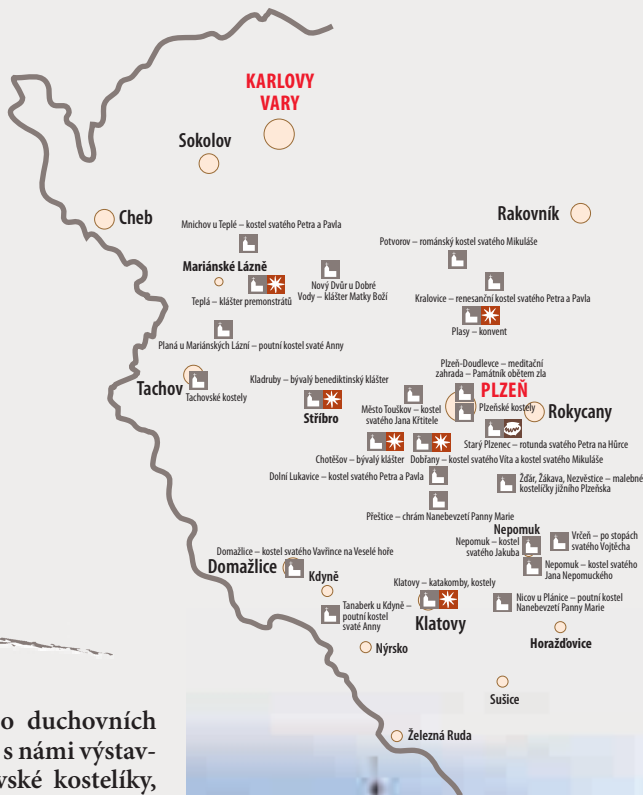 KARLOVY
VARY
Sokolov
Cheb
Rakovník
Mnichov u Teplé – kostel svatého Petra a Pavla
Potvorov – románský kostel svatého Mikuláše
Mariánské Lázně
Teplá – klášter premonstrátů
Nový Dvůr u Dobré
Vody – klášter Matky Boží
Kralovice – renesanční kostel svatého Petra a Pavla
Plasy – konvent
Planá u Mariánských Lázní – poutní kostel svaté Anny
Tachov
Tachovské kostely
Kladruby – bývalý benediktinský klášter
Stříbro
Plzeň-Doudlevce – meditační
zahrada – Památník obětem zla
PLZEŇ
Plzeňské kostely
Město Touškov – kostel
svatého Jana Křtitele
Rokycany
Starý Plzenec – rotunda svatého Petra na Hůrce
Chotěšov – bývalý klášter
Dobřany – kostel svatého Víta a kostel svatého Mikuláše
Dolní Lukavice – kostel svatého Petra a Pavla
Žďár, Žákava, Nezvěstice – malebné
kostelíčky jižního Plzeňska
Přeštice – chrám Nanebevzetí Panny Marie
Nepomuk
Nepomuk – kostel
svatého Jakuba
Vrčeň – po stopách
svatého Vojtěcha
Nepomuk – kostel svatého
Jana Nepomuckého
Domažlice – kostel svatého Vavřince na Veselé hoře
Domažlice
Kdyně
Klatovy – katakomby, kostely
Klatovy
Tanaberk u Kdyně –
poutní kostel
svaté Anny
Nicov u Plánice – poutní kostel
Nanebevzetí Panny Marie
Nýrsko
Horažďovice
Sušice
Železná Ruda
o duchovních
s námi výstav-
vské kostelíky,